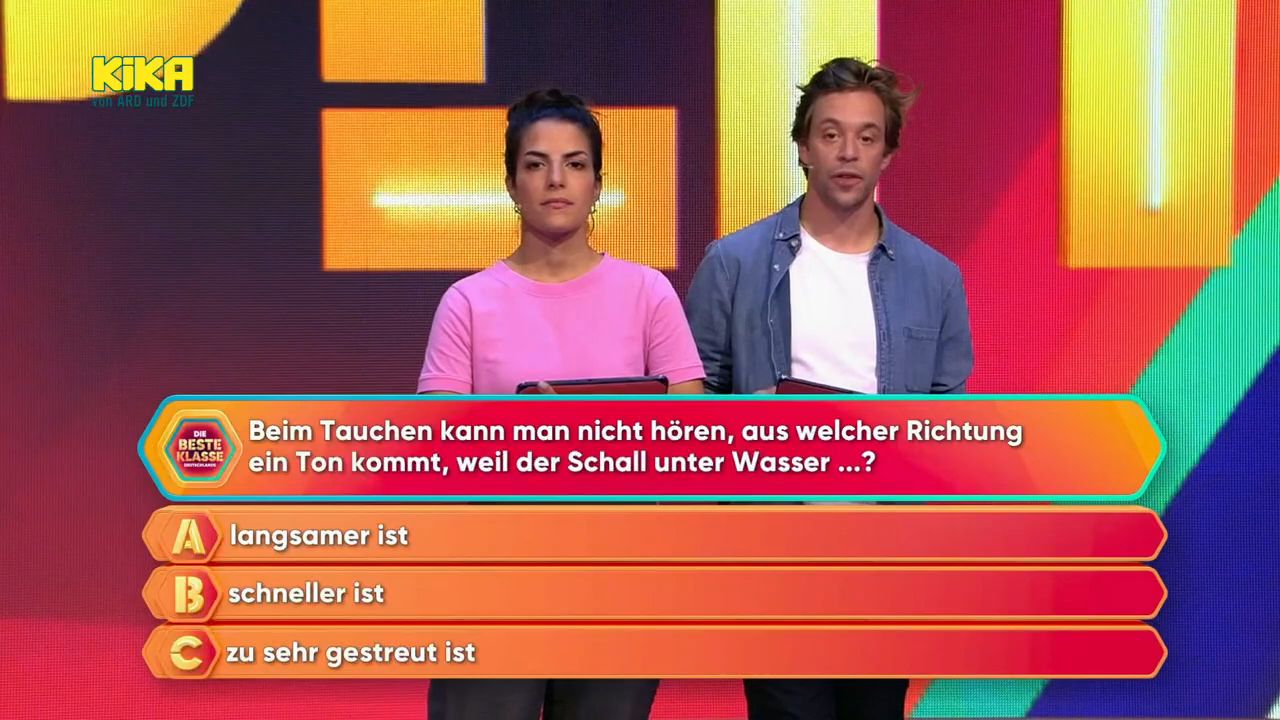 KiKA
von ARD und ZDF
DIE
BESTE
KLASSE
DEUTSCHLANDS
Beim Tauchen kann man nicht hören, aus welcher Richtung
ein Ton kommt, weil der Schall unter Wasser ...?
A langsamer ist
B schneller ist
C zu sehr gestreut ist